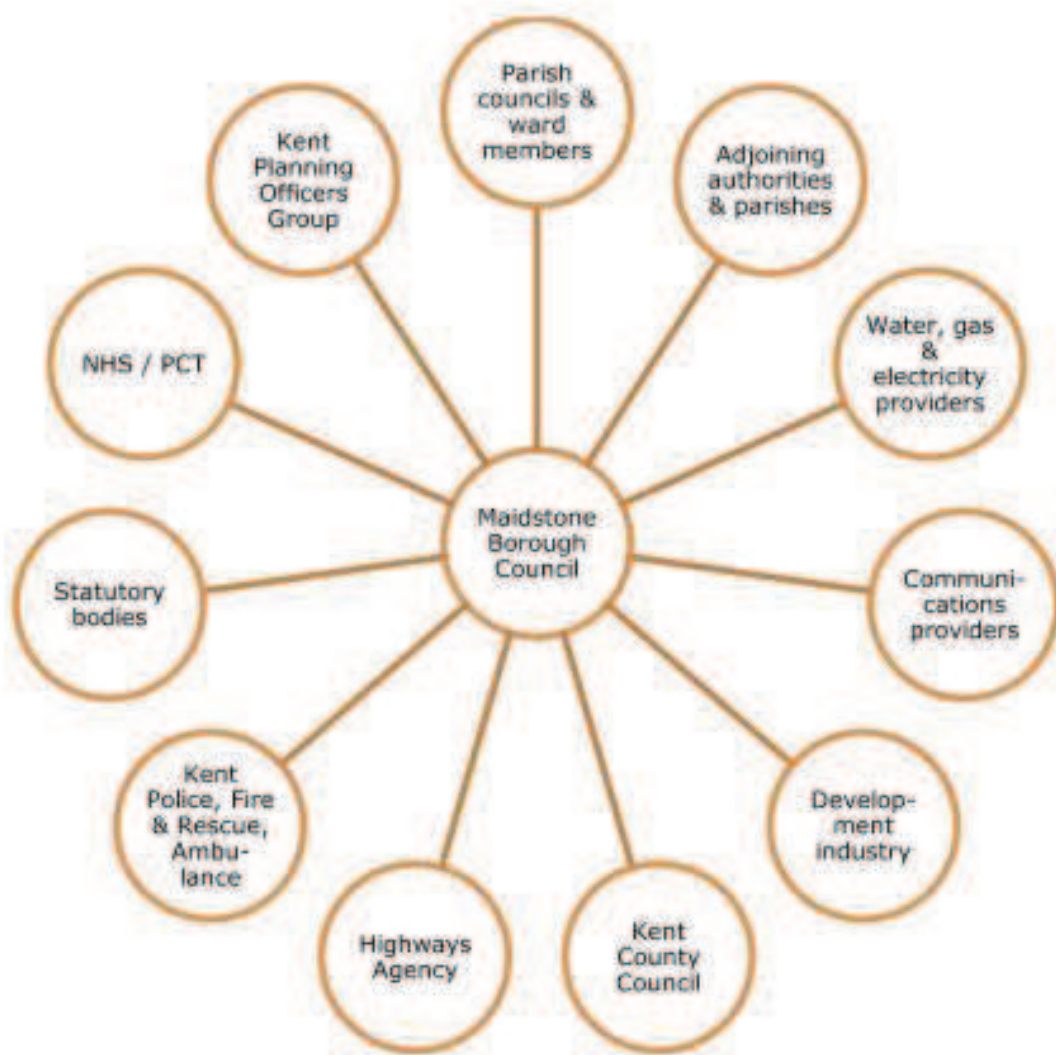 Parish
councils &
ward
members
Kent
Planning
Officers
Group
Adjoining
authorities
& parishes
NHS / PCT
Water, gas
&
electricity
providers
Maidstone
Borough
Council
Statutory
bodies
Communi-
cations
providers
Kent
Police, Fire
& Rescue,
Ambu-
lance
Develop-
ment
industry
Highways
Agency
Kent
County
Council